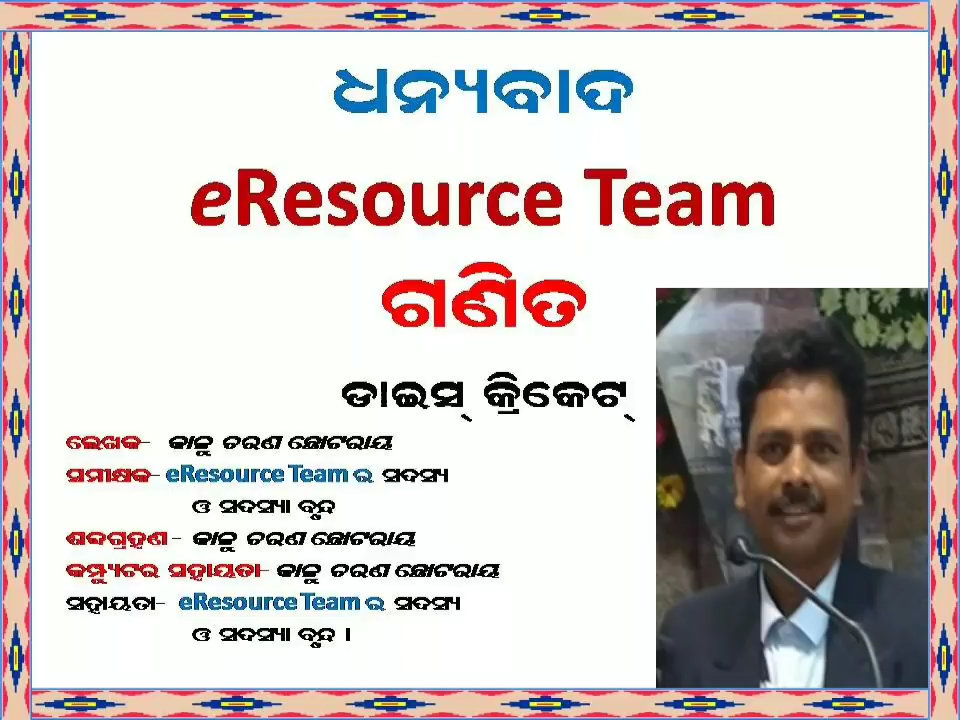 ଧନ୍ୟବାଦ
eResource Team
ଗଣିତ
ଡାଇସ୍ କ୍ରିକେଟ୍
ଲେଖକ- କାଳୁ ଚରଣ ଛୋଟରାୟ
ସମୀକ୍ଷକ- eResource Team ର ସଦସ୍ୟ
ଓ ସଦସ୍ୟା ବୃନ୍ଦ
ଶବ୍ଦଗ୍ରହଣ - କାଳୁ ଚରଣ ଛୋଟରାୟ
କମ୍ପ୍ୟୁଟର ସହାୟତା- କାଳୁ ଚରଣ ଛୋଟରାୟ
ସହାୟତା- eResource Team ର ସଦସ୍ୟ
ଓ ସଦସ୍ୟା ବୃନ୍ଦ ।